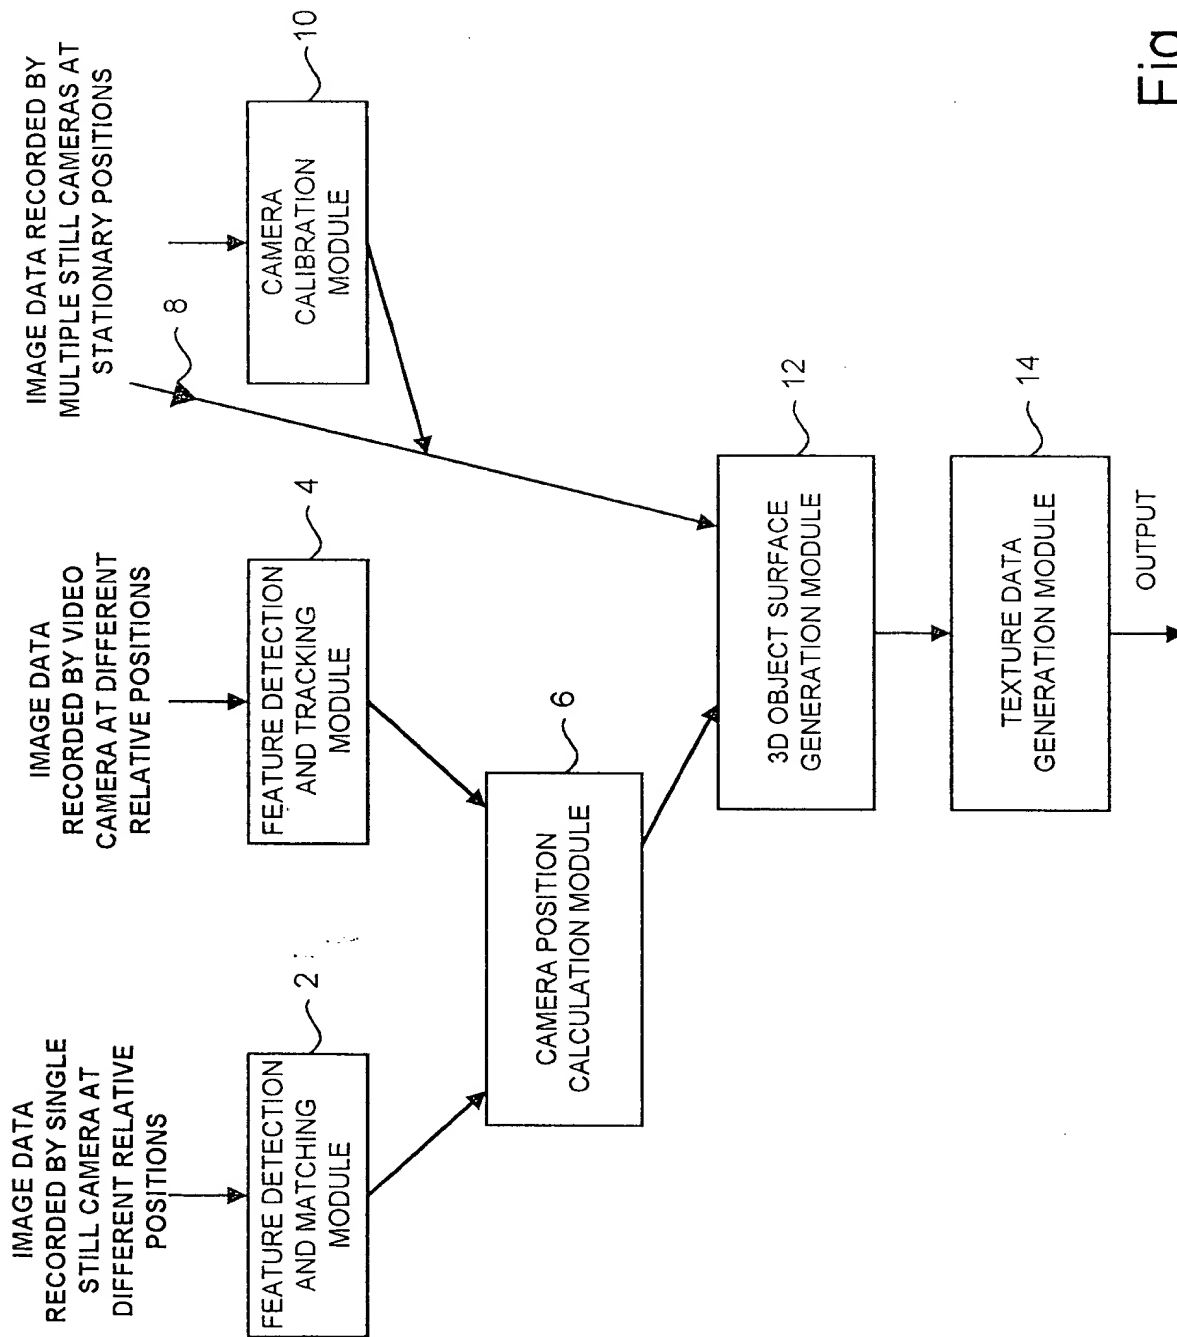 IMAGE DATA
RECORDED BY SINGLE
STILL CAMERA AT
DIFFERENT RELATIVE
POSITIONS
FEATURE DETECTION
AND MATCHING
MODULE
2
IMAGE DATA
RECORDED BY VIDEO
CAMERA AT DIFFERENT
RELATIVE POSITIONS
FEATURE DETECTION
AND TRACKING
MODULE
4
IMAGE DATA RECORDED BY
MULTIPLE STILL CAMERAS AT
STATIONARY POSITIONS
8
CAMERA
CALIBRATION
MODULE
10
CAMERA POSITION
CALCULATION MODULE
6
3D OBJECT SURFACE
GENERATION MODULE
12
TEXTURE DATA
GENERATION MODULE
14
OUTPUT
Fig